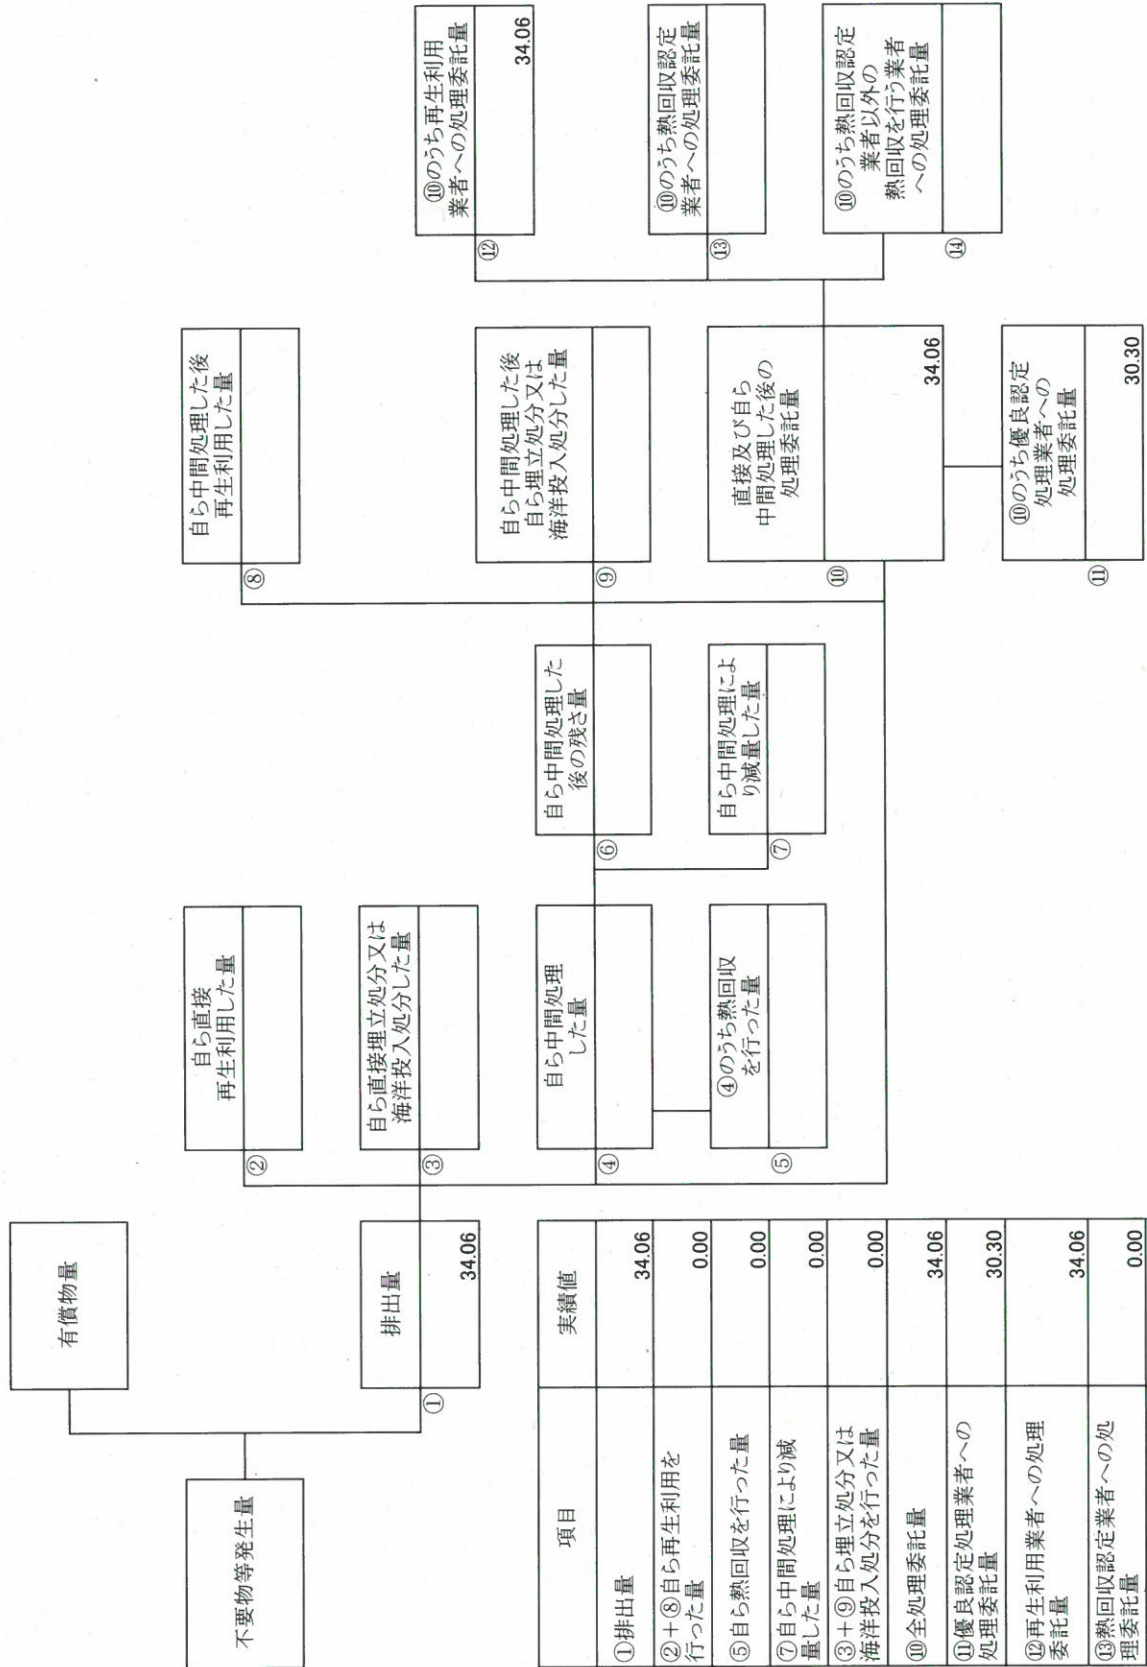 不要物等発生量
有償物量
①
排出量
34.06
②
自ら直接
再生利用した量
③
自ら直接埋立処分又は
海洋投入処分した量
④
自ら中間処理
した量
⑤
④のうち熱回収
を行った量
⑥
自ら中間処理した
後の残さ量
⑦
自ら中間処理によ
り減量した量
⑧
自ら中間処理した後
再生利用した量
⑨
自ら中間処理した後
自ら埋立処分又は
海洋投入処分した量
⑩
直接及び自ら
中間処理した後の
処理委託量
34.06
⑪
⑩のうち優良認定
処理業者への
処理委託量
30.30
⑫
⑩のうち再生利用
業者への処理委託量
34.06
⑬
⑩のうち熱回収認定
業者への処理委託量
⑭
⑩のうち熱回収認定
業者以外の
熱回収を行う業者
への処理委託量
項目 実績値
①排出量 34.06
②+⑧自ら再生利用を
行った量 0.00
⑤自ら熱回収を行った量 0.00
⑦自ら中間処理により減
量した量 0.00
③+⑨自ら埋立処分又は
海洋投入処分を行った量 0.00
⑩全処理委託量 34.06
⑪優良認定処理業者への
処理委託量 30.30
⑫再生利用業者への処理
委託量 34.06
⑬熱回収認定業者への処
理委託量 0.00